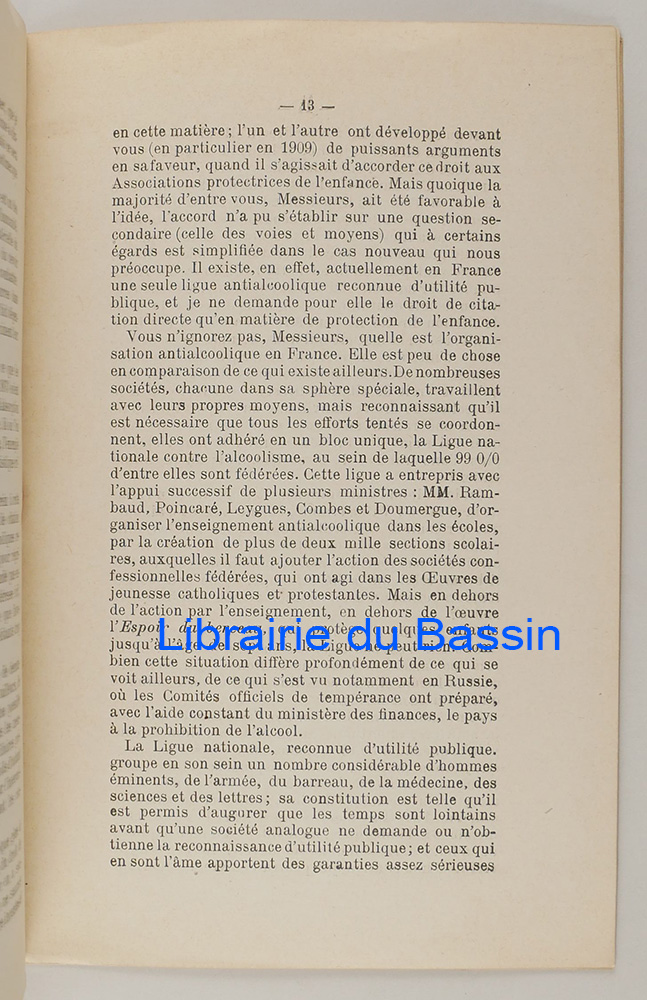 — 13 —
en cette matière ; l'un et l'autre ont développé devant
vous (en particulier en 1909) de puissants arguments
en sa faveur, quand il s'agissait d'accorder ce droit aux
Associations protectrices de l'enfance. Mais quoique la
majorité d'entre vous, Messieurs, ait été favorable à
l'idée, l'accord n'a pu s'établir sur une question se-
condaire (celle des voies et moyens) qui à certains
égards est simplifiée dans le cas nouveau qui nous
préoccupe. Il existe, en effet, actuellement en France
une seule ligue antialcoolique reconnue d'utilité pu-
blique, et je ne demande pour elle le droit de cita-
tion directe qu'en matière de protection de l'enfance.
Vous n'ignorez pas, Messieurs, quelle est l'organi-
sation antialcoolique en France. Elle est peu de chose
en comparaison de ce qui existe ailleurs. De nombreuses
sociétés, chacune dans sa sphère spéciale, travaillent
avec leurs propres moyens, mais reconnaissant qu'il
est nécessaire que tous les efforts tentés se coordon-
nent, elles ont adhéré en un bloc unique, la Ligue na-
tionale contre l'alcoolisme, au sein de laquelle 99 0/0
d'entre elles sont fédérées. Cette ligue a entrepris avec
l'appui successif de plusieurs ministres : MM. Ram-
baud, Poincaré, Leygues, Combes et Doumergue, d'or-
ganiser l'enseignement antialcoolique dans les écoles,
par la création de plus de deux mille sections scolai-
res, auxquelles il faut ajouter l'action des sociétés con-
fessionnelles fédérées, qui ont agi dans les Œuvres de
jeunesse catholiques et protestantes. Mais en dehors
de l'action par l'enseignement, en dehors de l'œuvre
l'Espoir du berceau, qui protège quelques enfants
Librairie du Bassin
jusqu'à l'âge de sept ans, la Ligue ne peut rien. Com-
bien cette situation diffère profondément de ce qui se
voit ailleurs, de ce qui s'est vu notamment en Russie,
où les Comités officiels de tempérance ont préparé,
avec l'aide constant du ministère des finances, le pays
à la prohibition de l'alcool.
La Ligue nationale, reconnue d'utilité publique.
groupe en son sein un nombre considérable d'hommes
éminents, de l'armée, du barreau, de la médecine, des
sciences et des lettres ; sa constitution est telle qu'il
est permis d'augurer que les temps sont lointains
avant qu'une société analogue ne demande ou n'ob-
tienne la reconnaissance d'utilité publique ; et ceux qui
en sont l'âme apportent des garanties assez sérieuses